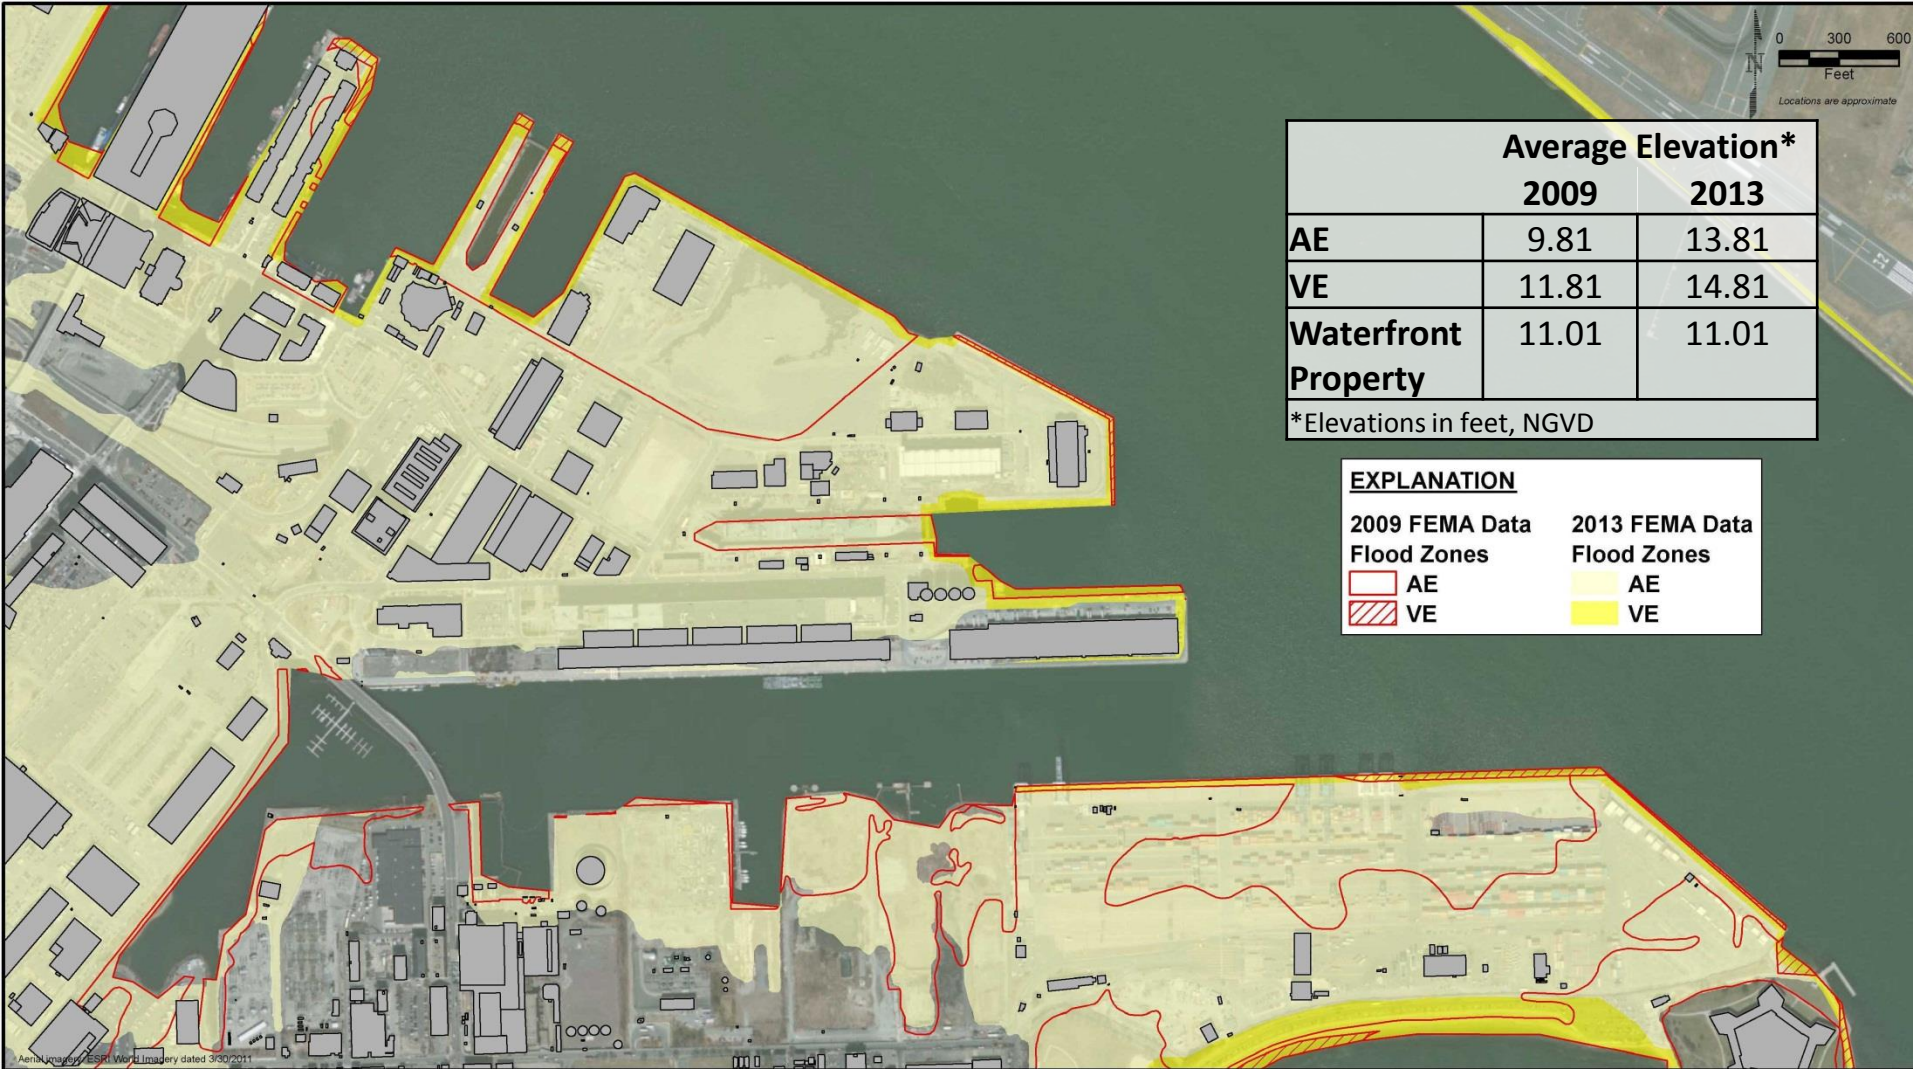 N
0 300 600
Feet
Locations are approximate
Average Elevation*
2009 2013
AE 9.81 13.81
VE 11.81 14.81
Waterfront 11.01 11.01
Property
*Elevations in feet, NGVD
EXPLANATION
2009 FEMA Data 2013 FEMA Data
Flood Zones Flood Zones
AE AE
VE VE
Aerial imagery: ESRI World Imagery dated 3/30/2011